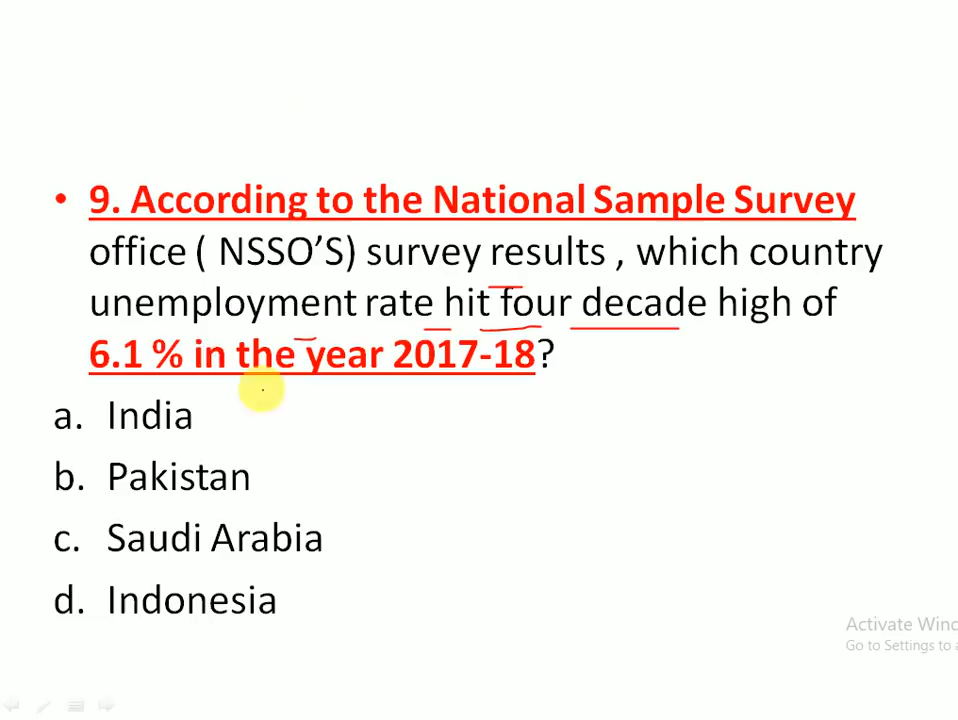 • 9. According to the National Sample Survey
office ( NSSO’S) survey results , which country
unemployment rate hit four decade high of
6.1 % in the year 2017-18?
a. India
b. Pakistan
c. Saudi Arabia
d. Indonesia
Activate Winc
Go to Settings to a